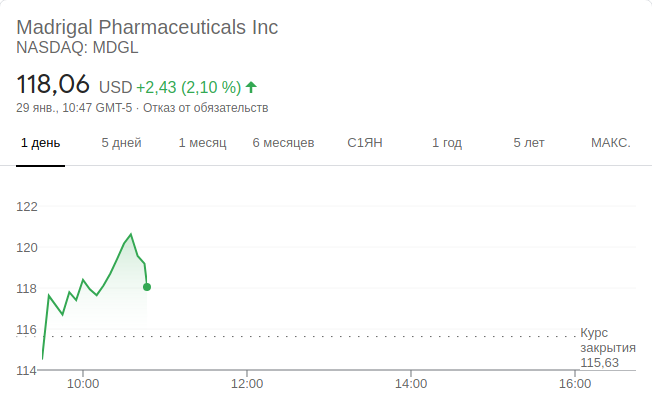 Madrigal Pharmaceuticals Inc
NASDAQ: MDGL
118,06 USD +2,43 (2,10 %)
29 янв., 10:47 GMT-5 · Отказ от обязательств
1 день 5 дней 1 месяц 6 месяцев С1ЯН 1 год 5 лет МАКС.
122
120
118
116
114
Курс
закрытия
115,63
10:00 12:00 14:00 16:00